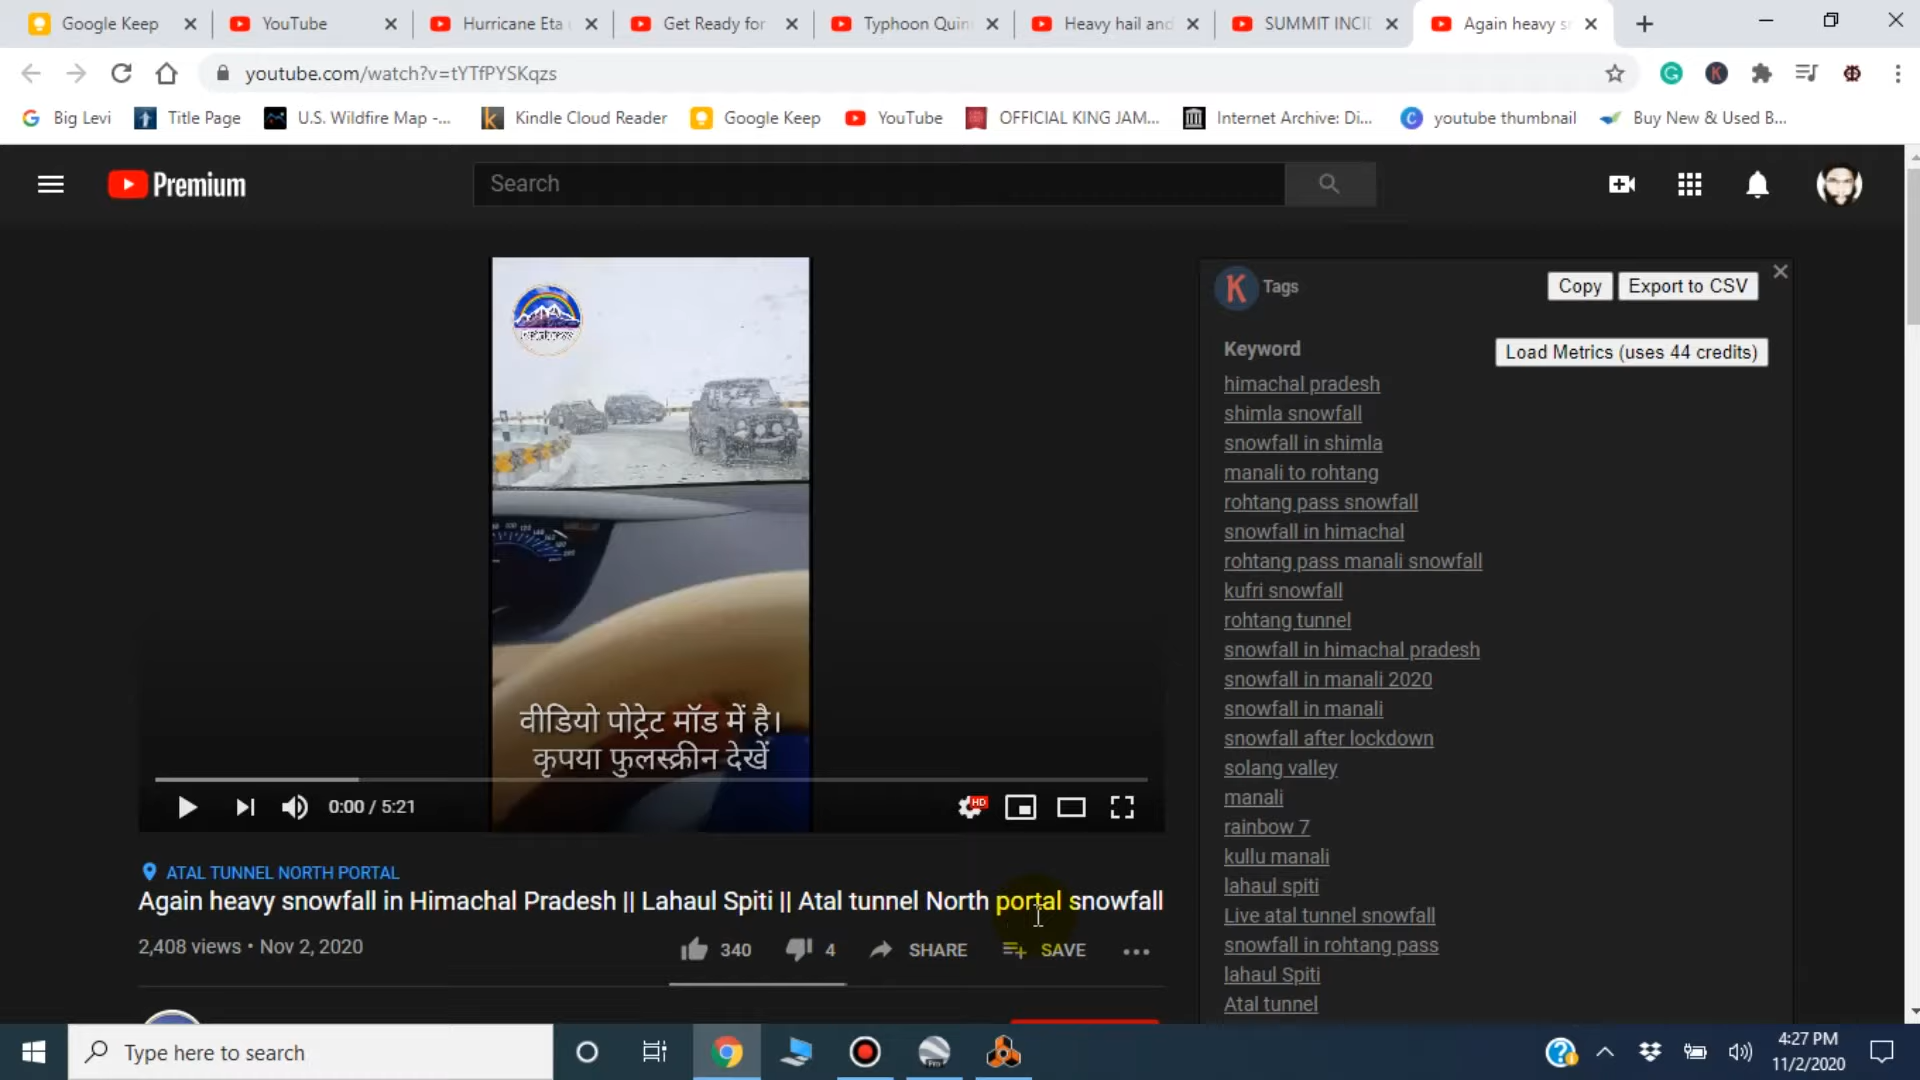 Google Keep
YouTube
Hurricane Eta
Get Ready for
Typhoon Quin
Heavy hail and
SUMMIT INCI
Again heavy s
youtube.com/watch?v=tYTfPYSKqzs
Big Levi
Title Page
U.S. Wildfire Map -...
Kindle Cloud Reader
Google Keep
YouTube
OFFICIAL KING JAM...
Internet Archive: Di...
youtube thumbnail
Buy New & Used B...
Premium
Search
K Tags
Copy
Export to CSV
Keyword
Load Metrics (uses 44 credits)
himachal pradesh
shimla snowfall
snowfall in shimla
manali to rohtang
rohtang pass snowfall
snowfall in himachal
rohtang pass manali snowfall
kufri snowfall
rohtang tunnel
snowfall in himachal pradesh
snowfall in manali 2020
snowfall in manali
snowfall after lockdown
solang valley
manali
rainbow 7
kullu manali
lahaul spiti
Live atal tunnel snowfall
snowfall in rohtang pass
lahaul Spiti
Atal tunnel
वीडियो पोट्रेट मॉड में है।
कृपया फुलस्क्रीन देखें
0:00 / 5:21
HD
ATAL TUNNEL NORTH PORTAL
Again heavy snowfall in Himachal Pradesh || Lahaul Spiti || Atal tunnel North portal snowfall
2,408 views • Nov 2, 2020
340
4
SHARE
SAVE
Type here to search
4:27 PM
11/2/2020